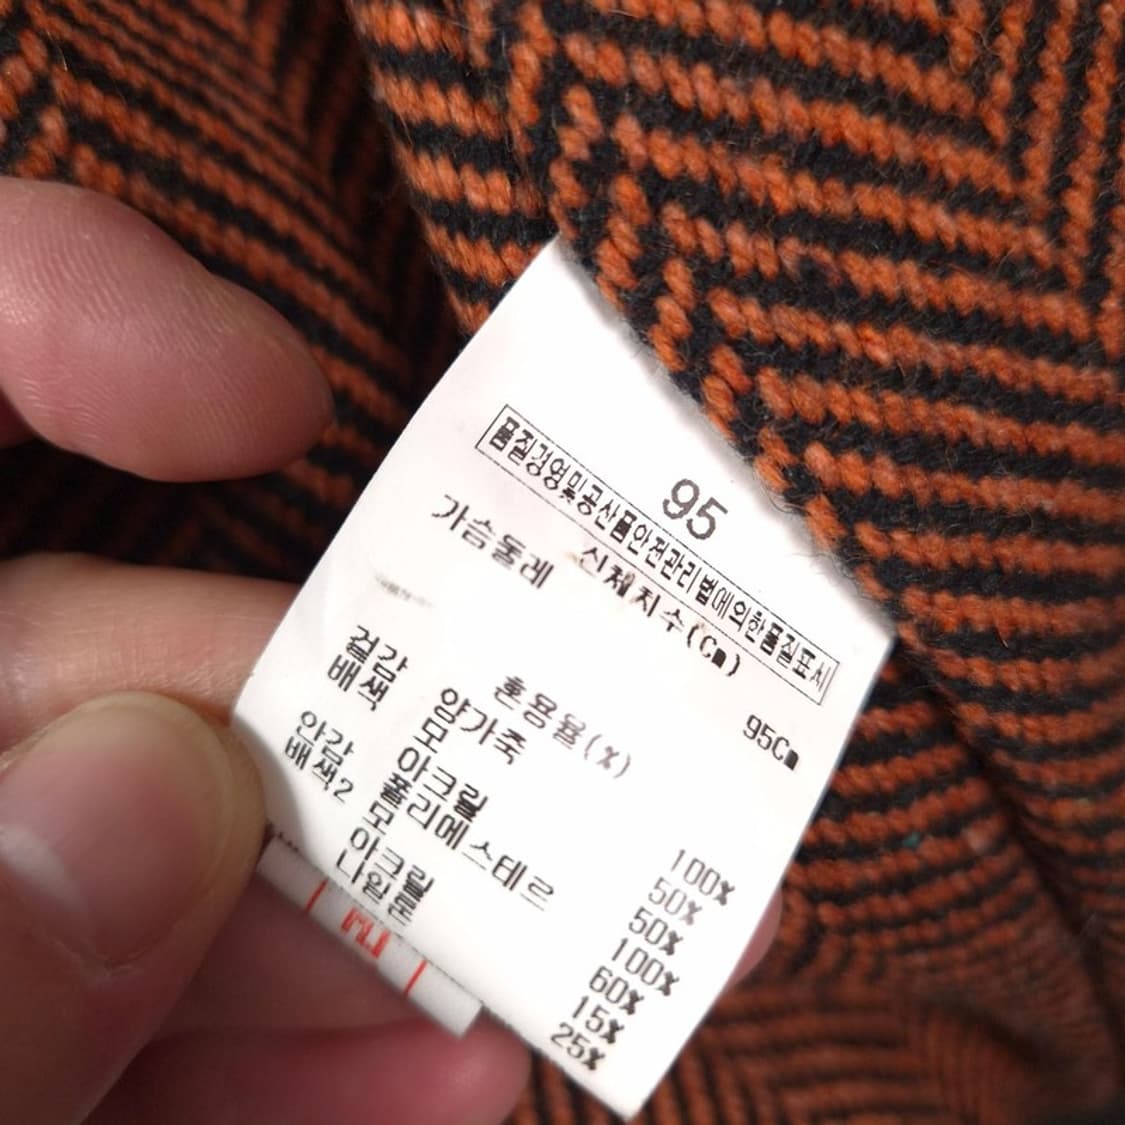 95
품질경영및공산품안전관리법에의한품질표시
신체치수(Cm)
가슴둘레 95Cm
혼용율(%)
겉감 양가죽 100%
배색 모 50%
아크릴 50%
안감 폴리에스테르 100%
배색2 모 60%
아크릴 15%
나일론 25%